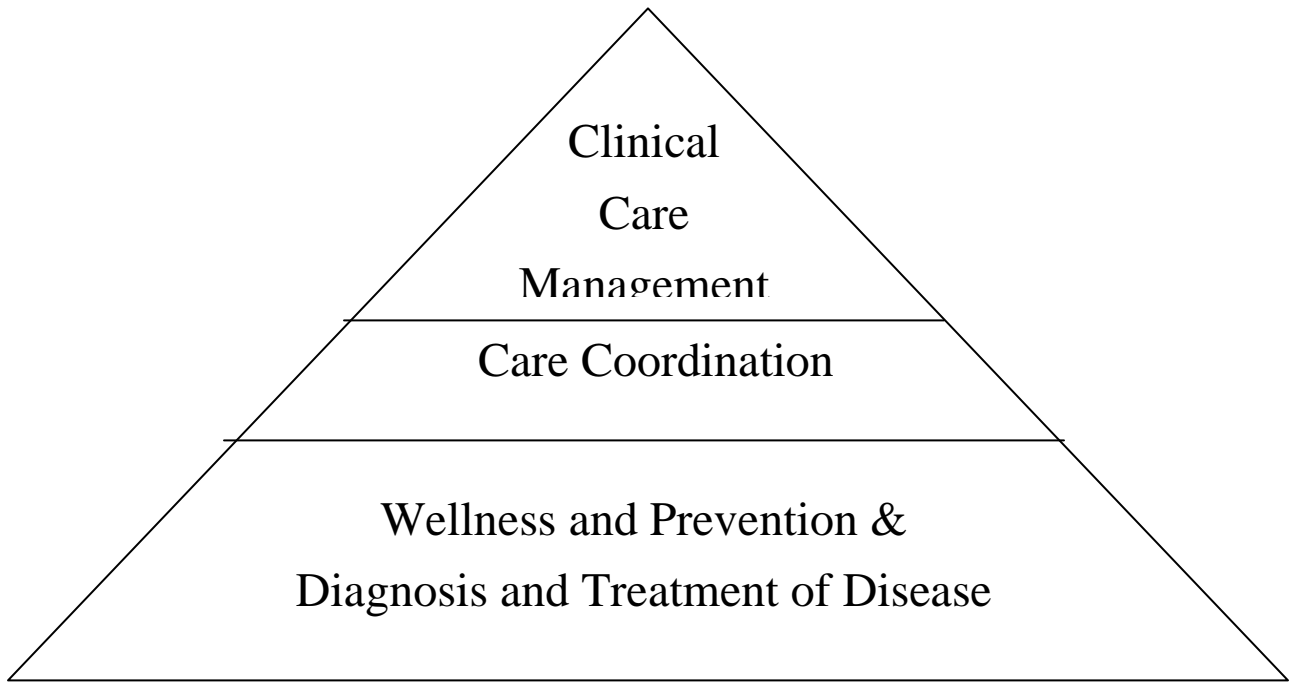 Clinical
Care
Management
Care Coordination
Wellness and Prevention &
Diagnosis and Treatment of Disease